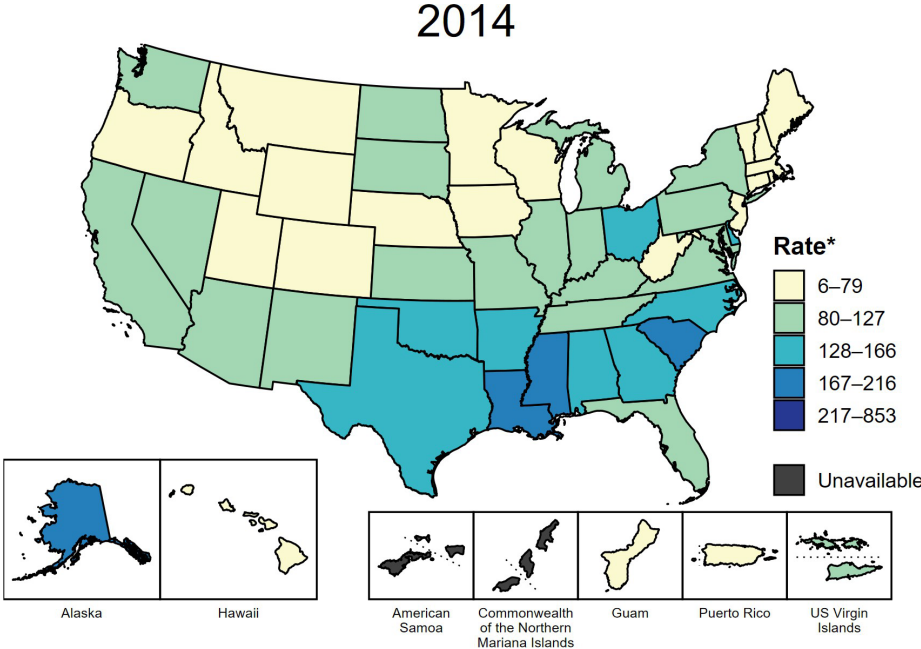 2014
Rate*
6–79
80–127
128–166
167–216
217–853
Unavailable
Alaska
Hawaii
American
Samoa
Commonwealth
of the Northern
Mariana Islands
Guam
Puerto Rico
US Virgin
Islands